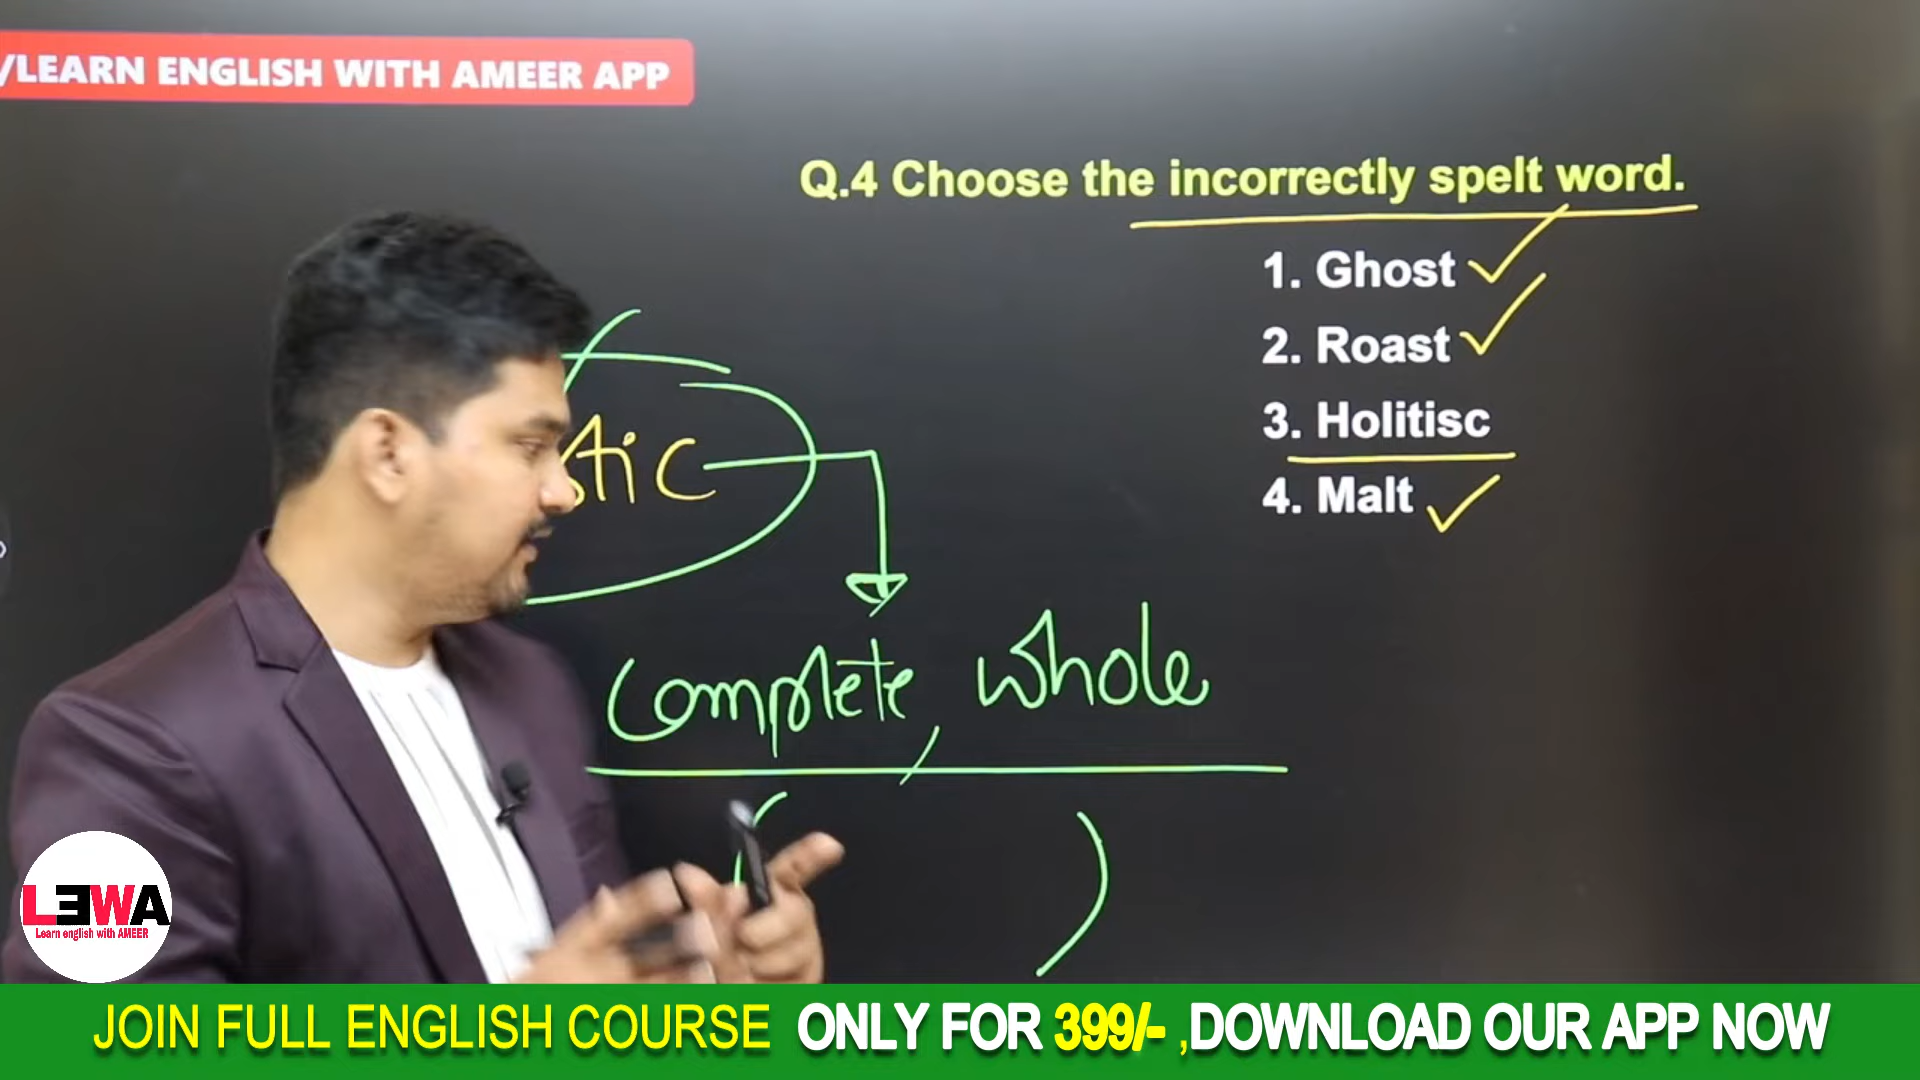 /LEARN ENGLISH WITH AMEER APP
Q.4 Choose the incorrectly spelt word.
1. Ghost
2. Roast
3. Holitisc
4. Malt
stic
complete, whole
LEWA
Learn english with AMEER
JOIN FULL ENGLISH COURSE ONLY FOR 399/- ,DOWNLOAD OUR APP NOW